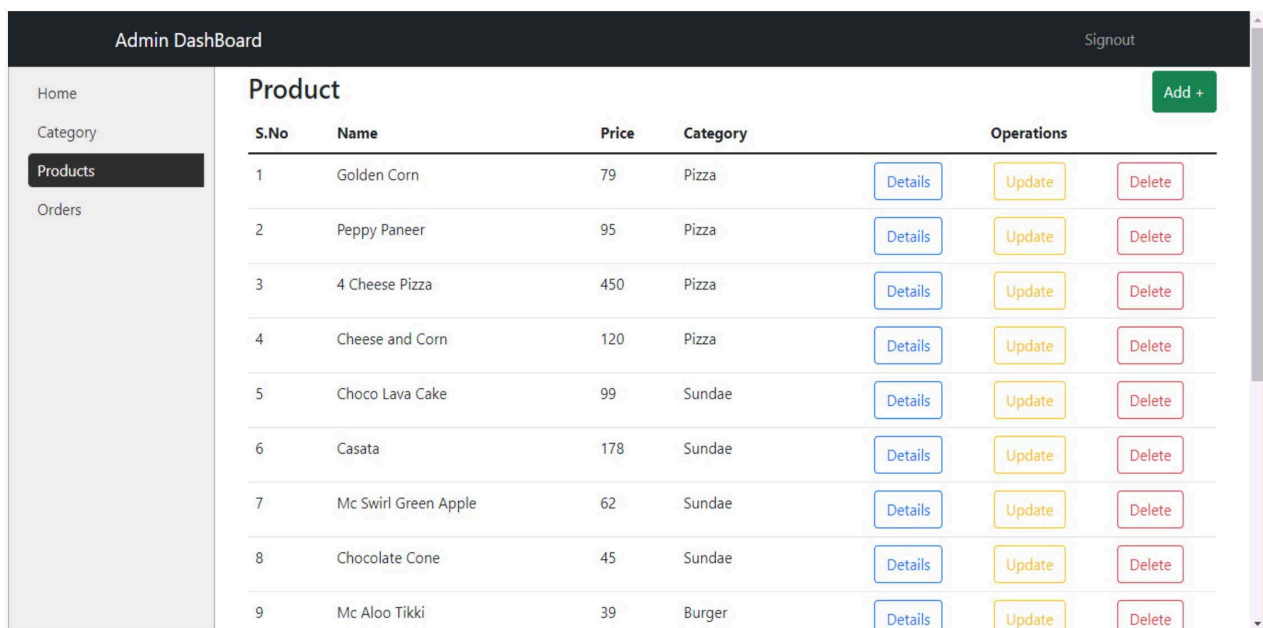 Admin DashBoard Signout
Home
Category
Products
Orders
Product Add +
S.No Name Price Category Operations
1 Golden Corn 79 Pizza Details Update Delete
2 Peppy Paneer 95 Pizza Details Update Delete
3 4 Cheese Pizza 450 Pizza Details Update Delete
4 Cheese and Corn 120 Pizza Details Update Delete
5 Choco Lava Cake 99 Sundae Details Update Delete
6 Casata 178 Sundae Details Update Delete
7 Mc Swirl Green Apple 62 Sundae Details Update Delete
8 Chocolate Cone 45 Sundae Details Update Delete
9 Mc Aloo Tikki 39 Burger Details Update Delete